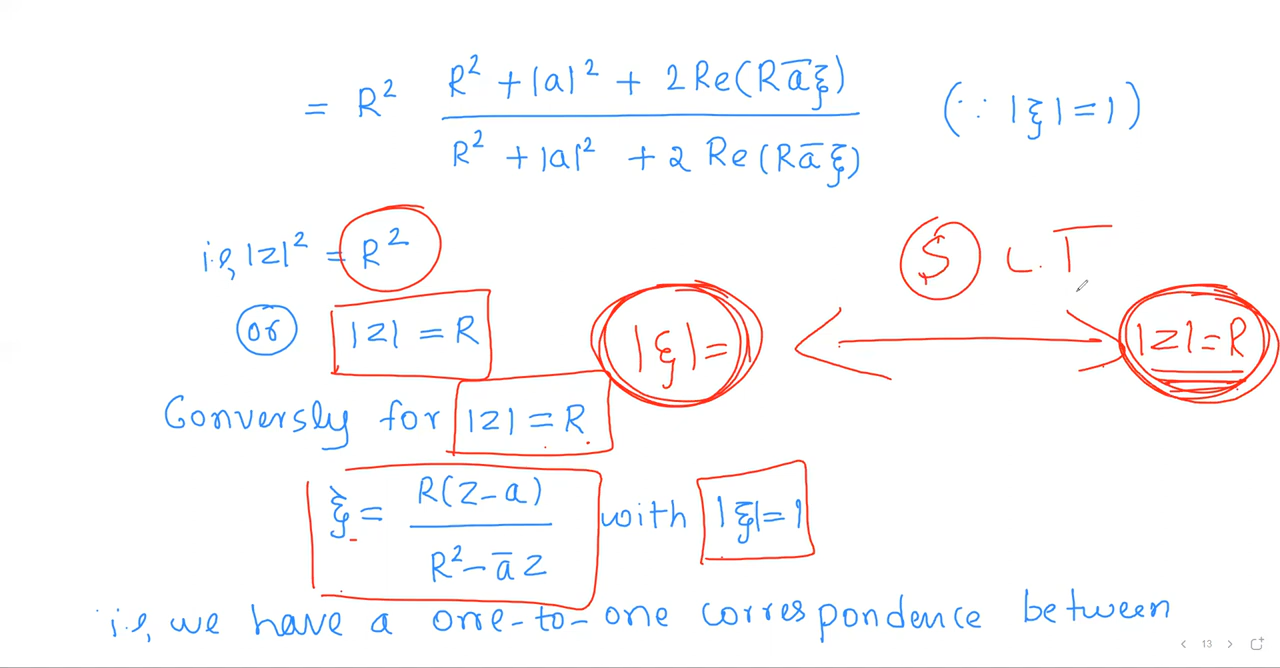 = R² (R² + |a|² + 2 Re(R a̅ ξ)) / (R² + |a|² + 2 Re(R a̅ ξ)) (∵ |ξ| = 1)
i.e, |z|² = R²
S L.T
or |z| = R |ξ| = 1 |z| = R
Conversly for |z| = R
ξ = R(z – a) / (R² – a̅ z) with |ξ| = 1
i.e, we have a one-to-one correspondence between
13